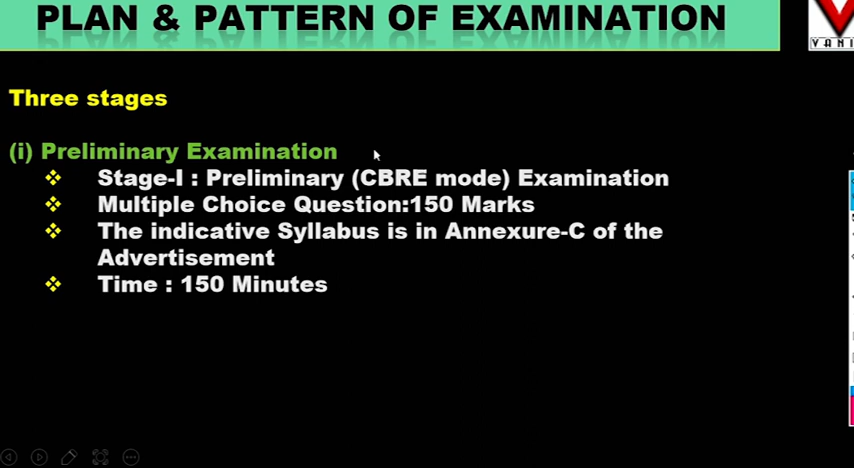 PLAN & PATTERN OF EXAMINATION
VANI
Three stages
(i) Preliminary Examination
Stage-I : Preliminary (CBRE mode) Examination
Multiple Choice Question:150 Marks
The indicative Syllabus is in Annexure-C of the
Advertisement
Time : 150 Minutes